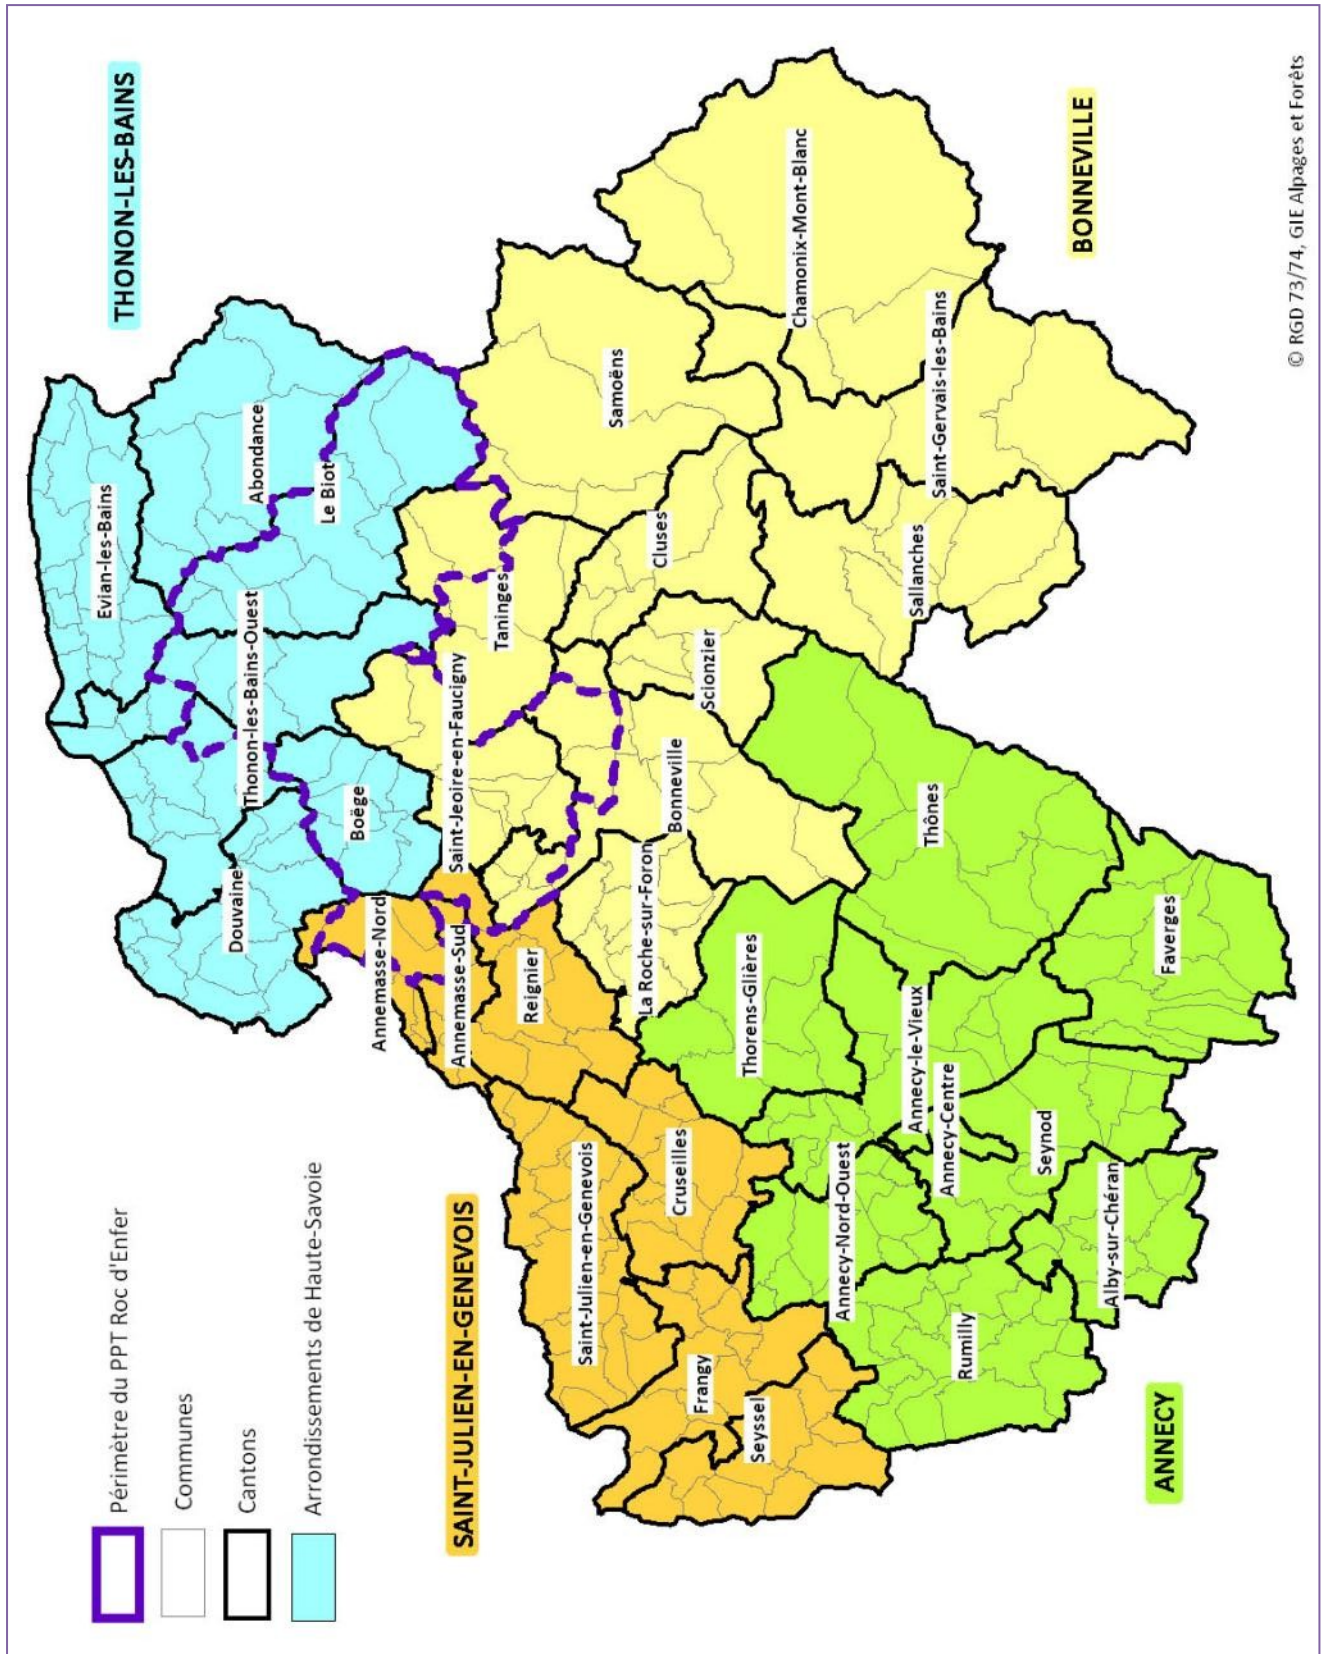 Périmètre du PPT Roc d'Enfer
Communes
Cantons
Arrondissements de Haute-Savoie
THONON-LES-BAINS
SAINT-JULIEN-EN-GENEVOIS
BONNEVILLE
ANNECY
Evian-les-Bains
Abondance
Le Biot
Thonon-les-Bains-Ouest
Douvaine
Boëge
Annemasse-Nord
Annemasse-Sud
Saint-Jeoire-en-Faucigny
Taninges
Samoëns
Reignier
Saint-Julien-en-Genevois
Cluses
La Roche-sur-Foron
Bonneville
Scionzier
Cruseilles
Frangy
Seyssel
Thorens-Glières
Chamonix-Mont-Blanc
Annecy-Nord-Ouest
Annecy-le-Vieux
Thônes
Sallanches
Saint-Gervais-les-Bains
Annecy-Centre
Rumilly
Seynod
Alby-sur-Chéran
Faverges
© RGD 73/74, GIE Alpages et Forêts